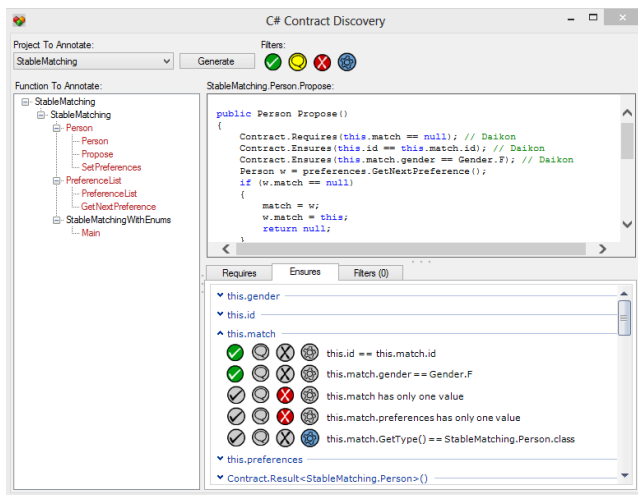 C# Contract Discovery
Project To Annotate:
Filters:
StableMatching
Generate
Function To Annotate:
StableMatching.Person.Propose:
StableMatching
StableMatching
Person
Person
Propose
SetPreferences
PreferenceList
PreferenceList
GetNextPreference
StableMatchingWithEnums
Main
public Person Propose()
{
Contract.Requires(this.match == null); // Daikon
Contract.Ensures(this.id == this.match.id); // Daikon
Contract.Ensures(this.match.gender == Gender.F); // Daikon
Person w = preferences.GetNextPreference();
if (w.match == null)
{
match = w;
w.match = this;
return null;
}
Requires
Ensures
Filters (0)
this.gender
this.id
this.match
this.id == this.match.id
this.match.gender == Gender.F
this.match has only one value
this.match.preferences has only one value
this.match.GetType() == StableMatching.Person.class
this.preferences
Contract.Result<StableMatching.Person>()